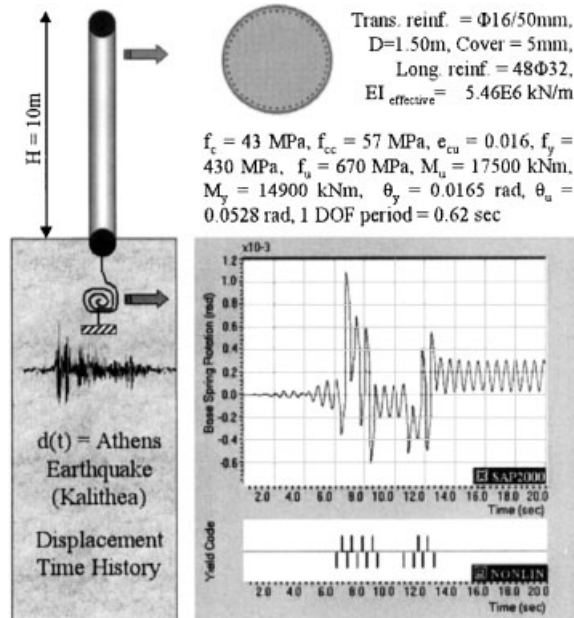 H = 10m
Trans. reinf. = Φ16/50mm,
D=1.50m, Cover = 5mm,
Long. reinf. = 48Φ32,
EI effective = 5.46E6 kN/m
fc = 43 MPa, fcc = 57 MPa, ecu = 0.016, fy =
430 MPa, fu = 670 MPa, Mu = 17500 kNm,
My = 14900 kNm, θy = 0.0165 rad, θu =
0.0528 rad, 1 DOF period = 0.62 sec
d(t) = Athens
Earthquake
(Kalithea)
Displacement
Time History
x10-3
1.2
1.0
0.8
0.6
0.4
0.2
0.0
-0.2
-0.4
-0.6
Base Spring Rotation (rad)
SAP2000
2.0 4.0 6.0 8.0 10.0 12.0 14.0 16.0 18.0 20.0
Time (sec)
Yield Code
NONLIN
2.0 4.0 6.0 8.0 10.0 12.0 14.0 16.0 18.0 20.0
Time (sec)